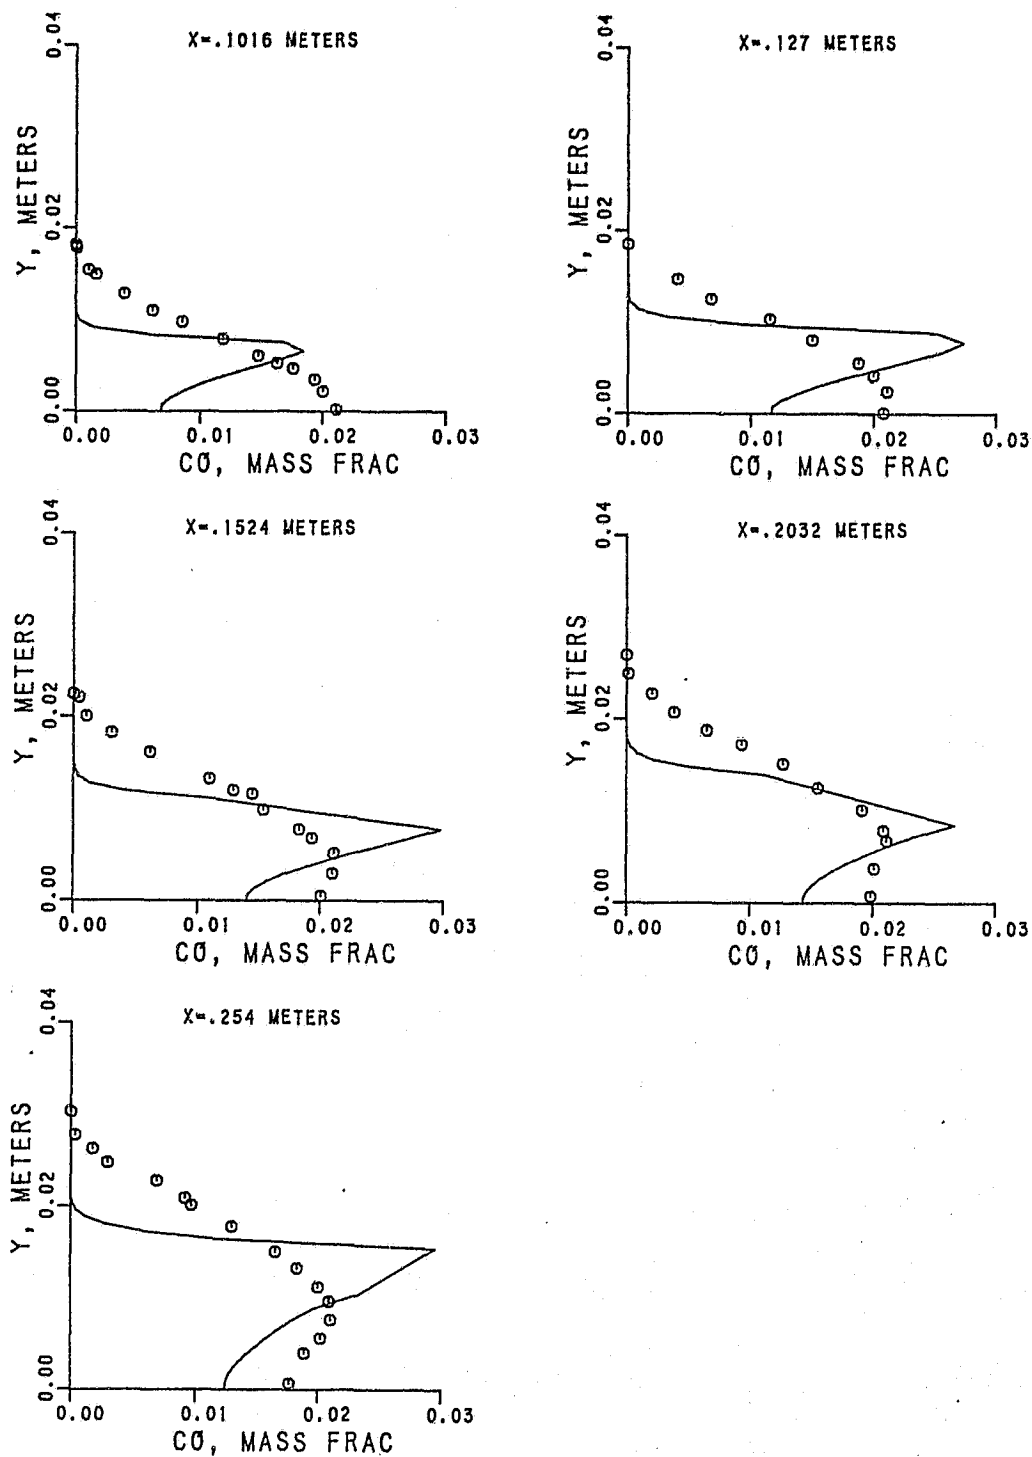 X=.1016 METERS
0.04
0.02
0.00
Y, METERS
0.00 0.01 0.02 0.03
CO, MASS FRAC
X=.127 METERS
0.04
0.02
0.00
Y, METERS
0.00 0.01 0.02 0.03
CO, MASS FRAC
X=.1524 METERS
0.04
0.02
0.00
Y, METERS
0.00 0.01 0.02 0.03
CO, MASS FRAC
X=.2032 METERS
0.04
0.02
0.00
Y, METERS
0.00 0.01 0.02 0.03
CO, MASS FRAC
X=.254 METERS
0.04
0.02
0.00
Y, METERS
0.00 0.01 0.02 0.03
CO, MASS FRAC